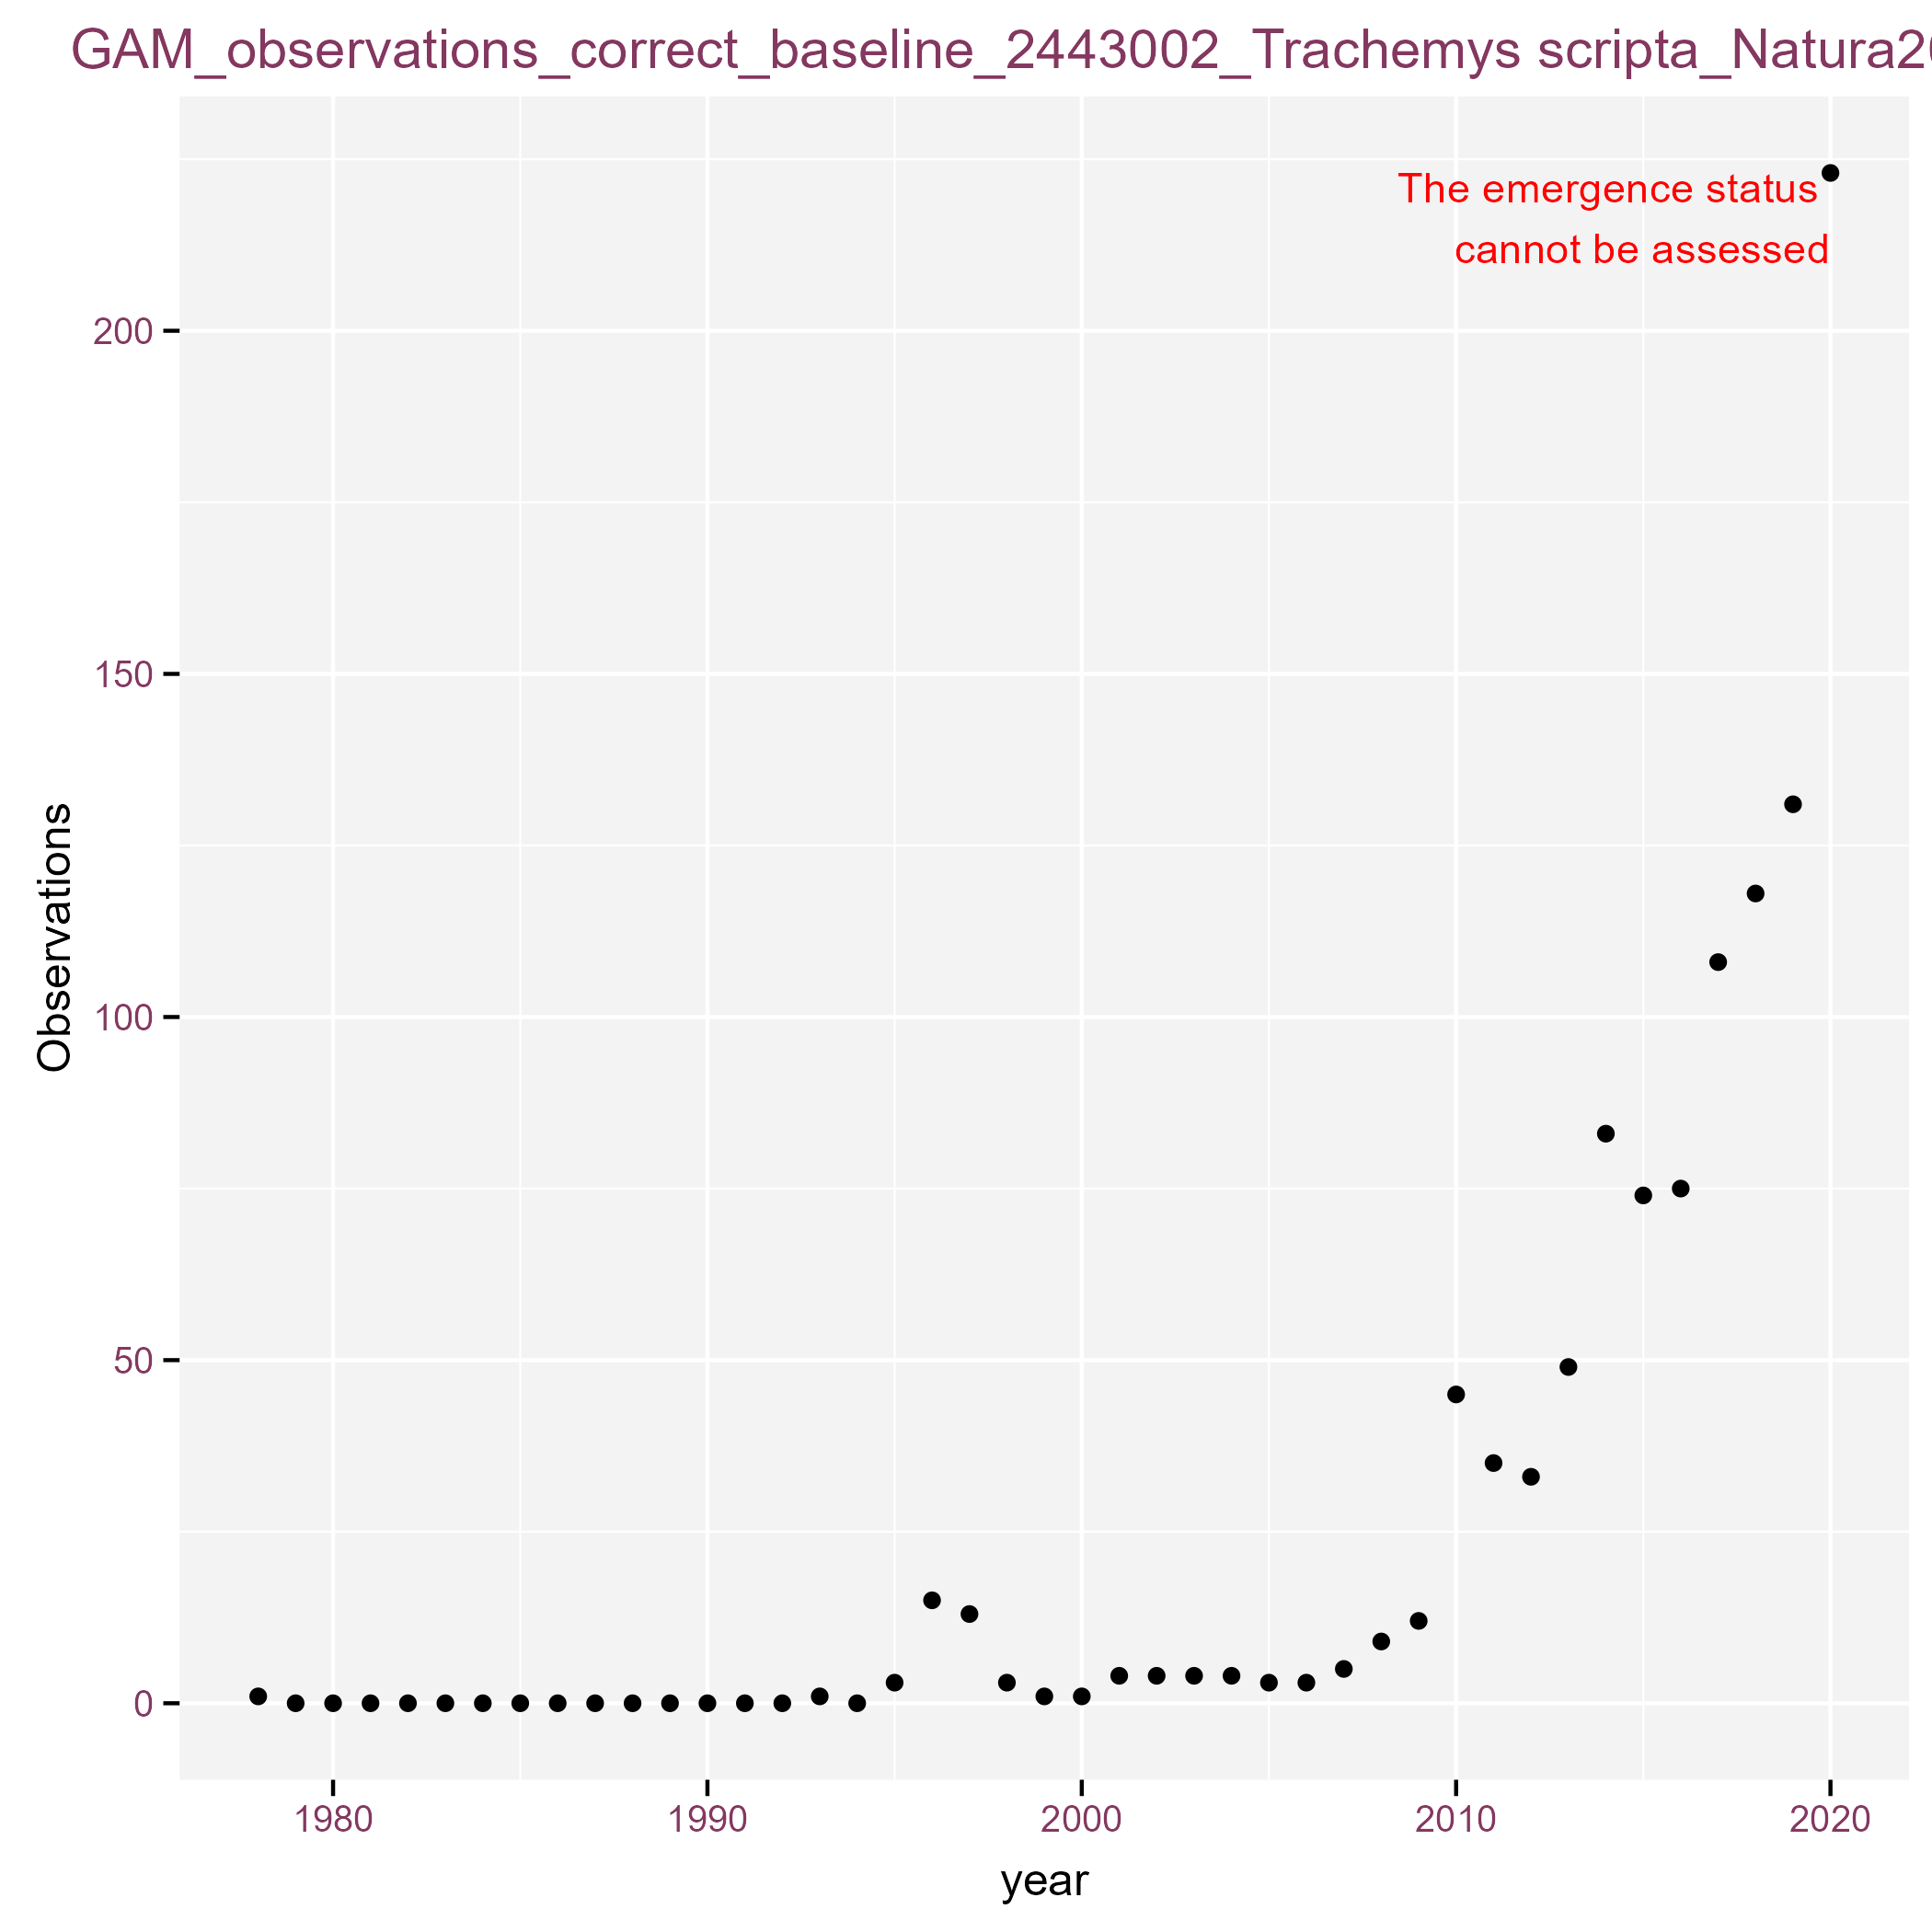 GAM_observations_correct_baseline_2443002_Trachemys scripta_Natura20
The emergence status
cannot be assessed
200
150
100
50
0
Observations
1980 1990 2000 2010 2020
year